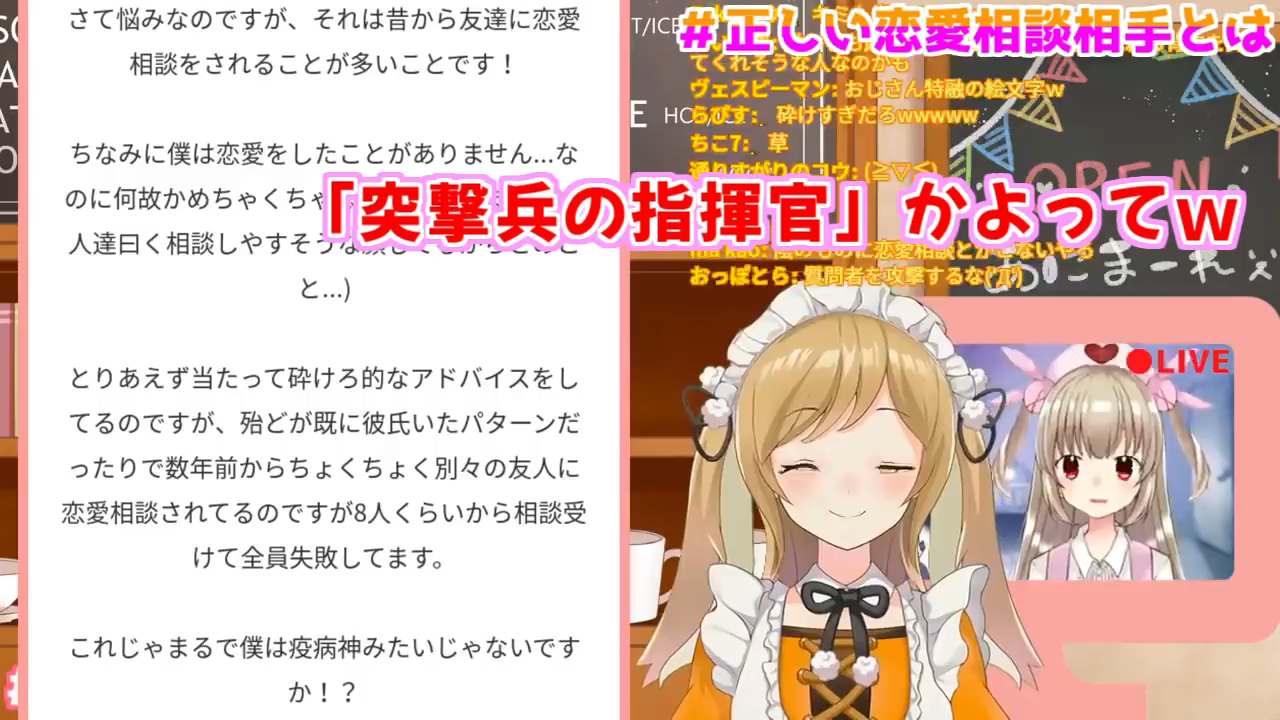 さて悩みなのですが、それは昔から友達に恋愛
相談をされることが多いことです！
ちなみに僕は恋愛をしたことがありません...な
のに何故かめちゃくちゃ
人達曰く相談しやすそうな顔し
と...)
とりあえず当たって砕けろ的なアドバイスをし
てるのですが、殆どが既に彼氏いたパターンだ
ったりで数年前からちょくちょく別々の友人に
恋愛相談されてるのですが8人くらいから相談受
けて全員失敗してます。
これじゃまるで僕は疫病神みたいじゃないです
か！？
#正しい恋愛相談相手とは
てくれそうな人なのかも
ヴェスピーマン: おじさん特融の絵文字w
らびす: 砕けすぎだろwwwww
ちこ7: 草
通りすがりのコウ: (≧▽≦)
「突撃兵の指揮官」かよってw
おっぽとら: 質問者を攻撃するな('Д')
OPEN
あにまーれ
LIVE